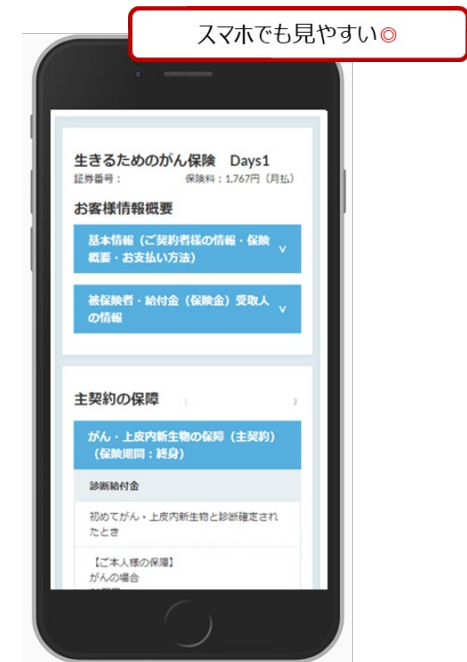 スマホでも見やすい◎
生きるためのがん保険 Days1
証券番号: 保険料:1,767円(月払)
お客様情報概要
基本情報(ご契約者様の情報・保険
概要・お支払い方法)
被保険者・給付金(保険金)受取人
の情報
主契約の保障
がん・上皮内新生物の保障(主契約)
(保険期間:終身)
診断給付金
初めてがん・上皮内新生物と診断確定され
たとき
【ご本人様の保障】
がんの場合